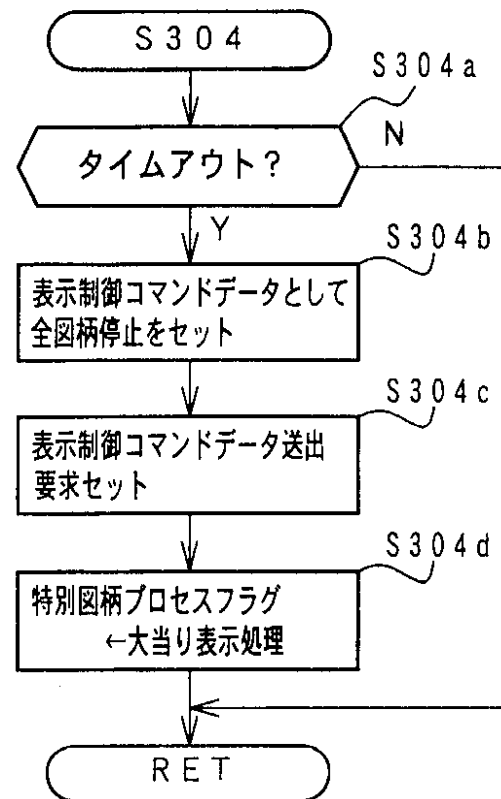 S304
S304a
タイムアウト?
N
Y
S304b
表示制御コマンドデータとして
全図柄停止をセット
S304c
表示制御コマンドデータ送出
要求セット
S304d
特別図柄プロセスフラグ
←大当り表示処理
RET